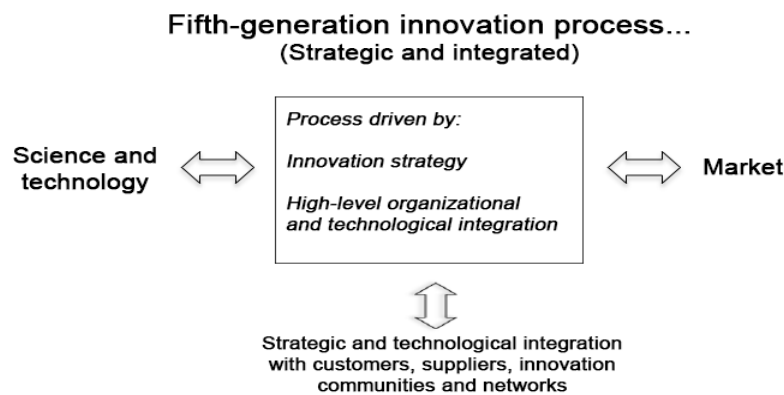 Fifth-generation innovation process...
(Strategic and integrated)
Process driven by:
Science and
technology
Innovation strategy
High-level organizational
and technological integration
Market
Strategic and technological integration
with customers, suppliers, innovation
communities and networks